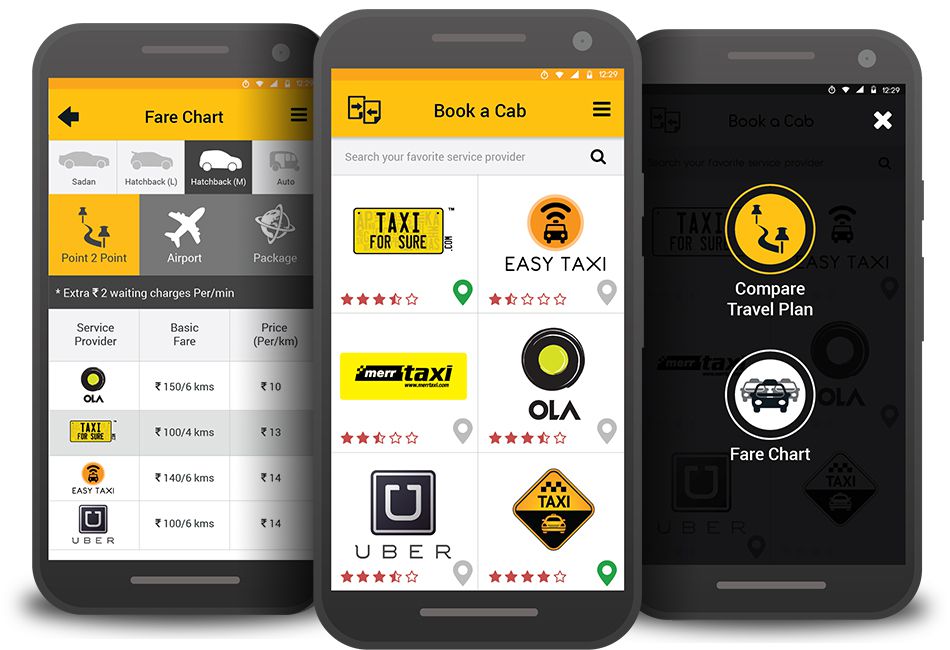 12:29
Fare Chart
Sadan
Hatchback (L)
Hatchback (M)
Auto
Point 2 Point
Airport
Package
* Extra ₹ 2 waiting charges Per/min
Service Provider
Basic Fare
Price (Per/km)
OLA
₹ 150/6 kms
₹ 10
TAXI
FOR SURE
₹ 100/4 kms
₹ 13
EASY TAXI
₹ 140/6 kms
₹ 14
UBER
₹ 100/6 kms
₹ 14
12:29
Book a Cab
Search your favorite service provider
TAXI
FOR SURE
.COM
™
EASY TAXI
merrtaxi
www.merrtaxi.com
OLA
UBER
TAXI
12:29
Book a Cab
Search your favorite service provider
TAXI
FOR SURE
EASY TAXI
Compare
Travel Plan
merrtaxi
OLA
Fare Chart
UBER
TAXI